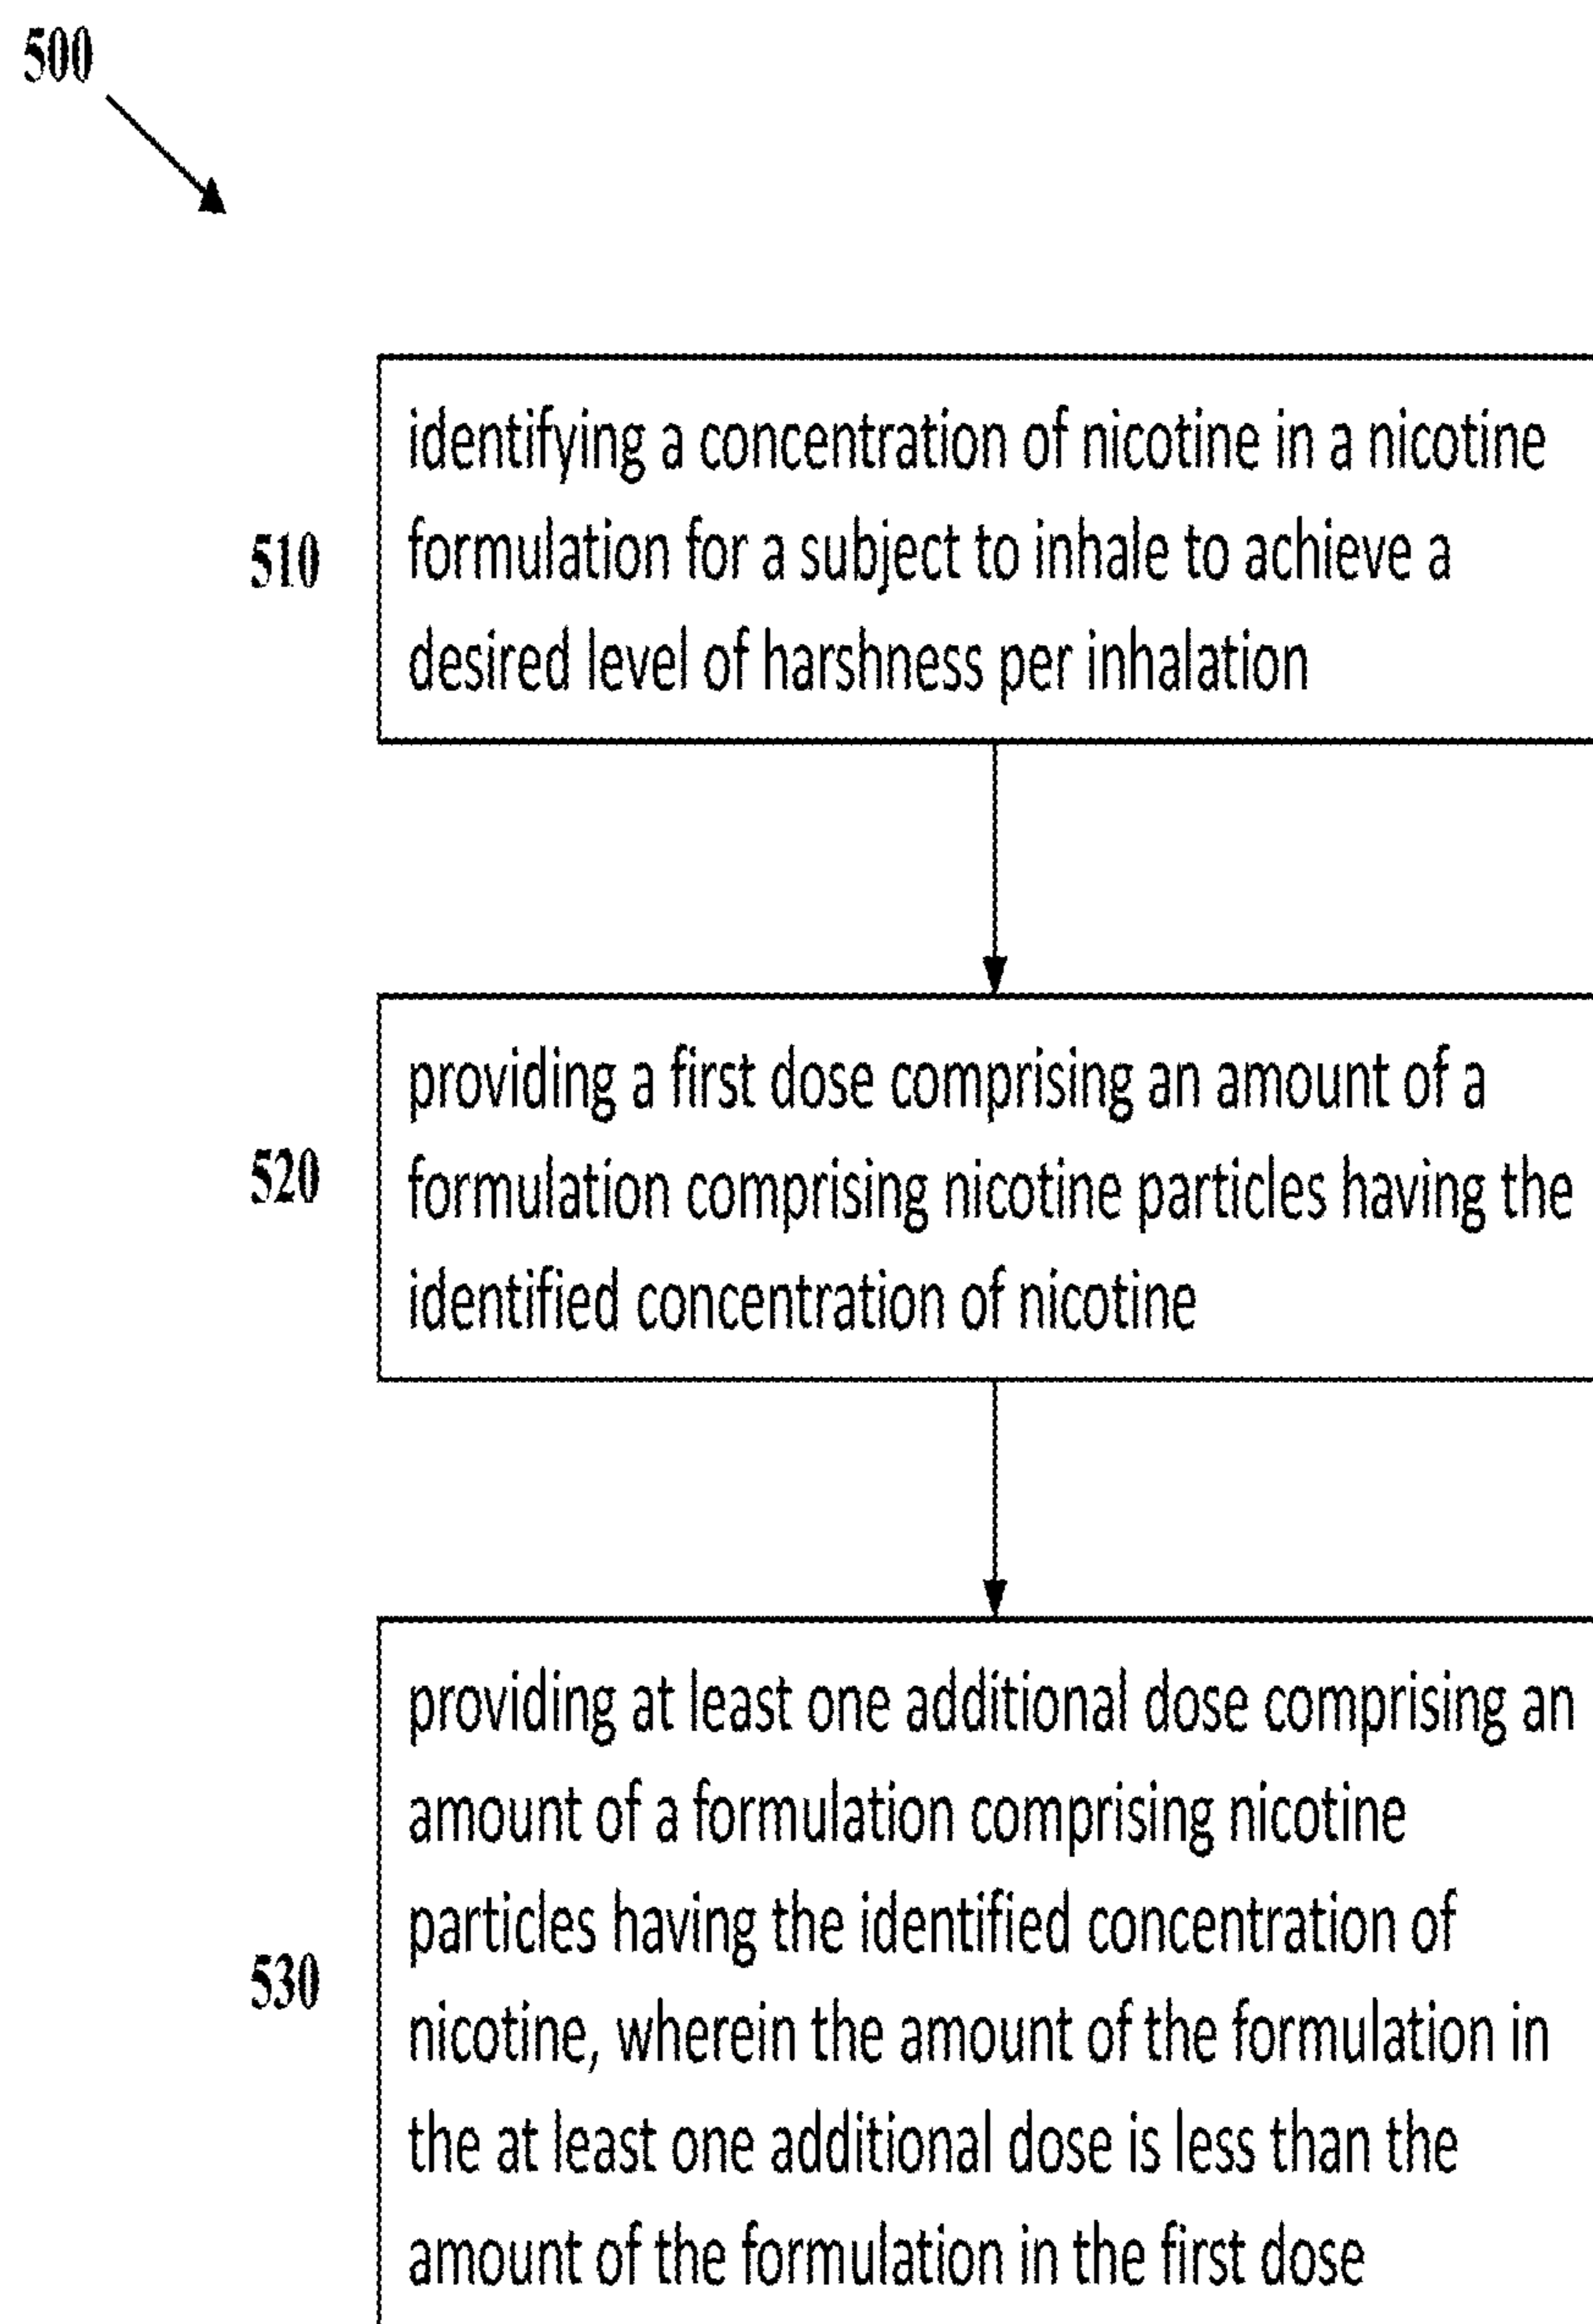 500
510
identifying a concentration of nicotine in a nicotine
formulation for a subject to inhale to achieve a
desired level of harshness per inhalation
520
providing a first dose comprising an amount of a
formulation comprising nicotine particles having the
identified concentration of nicotine
530
providing at least one additional dose comprising an
amount of a formulation comprising nicotine
particles having the identified concentration of
nicotine, wherein the amount of the formulation in
the at least one additional dose is less than the
amount of the formulation in the first dose